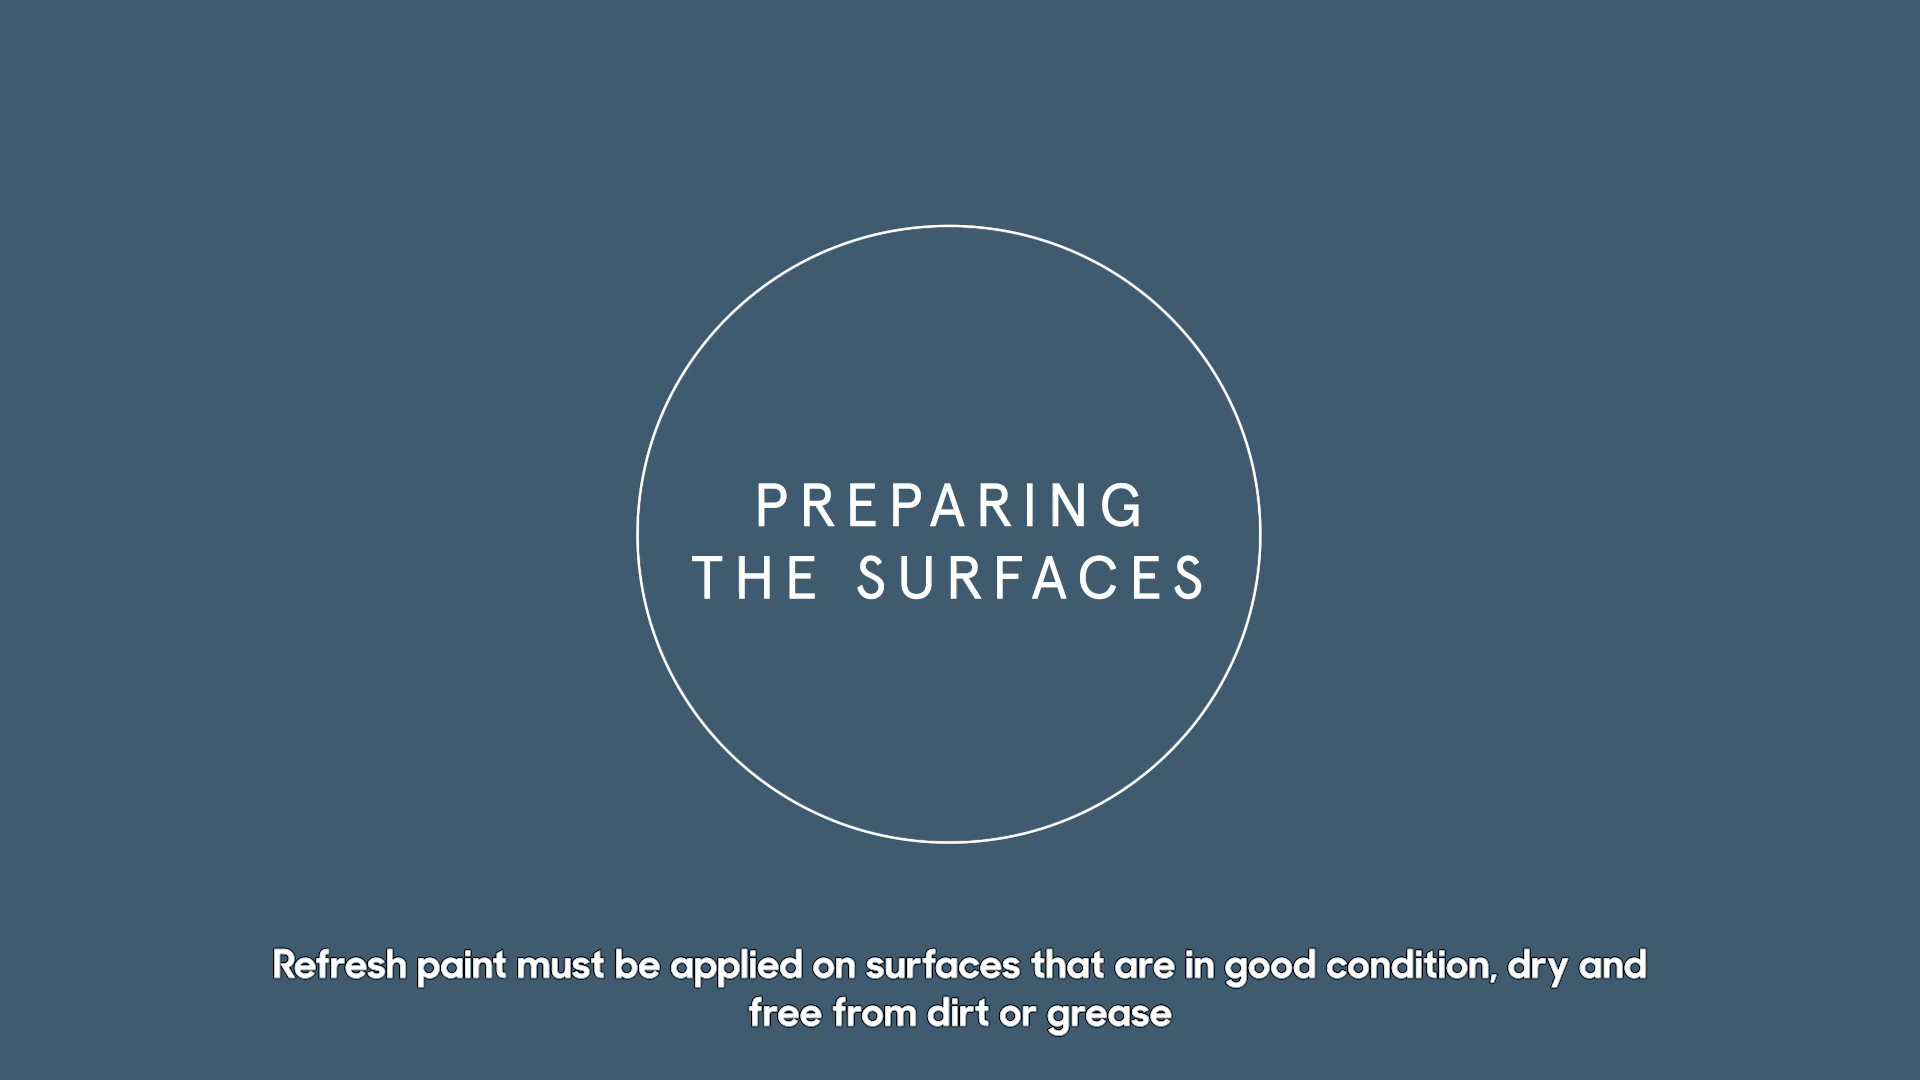 PREPARING
THE SURFACES
Refresh paint must be applied on surfaces that are in good condition, dry and
free from dirt or grease